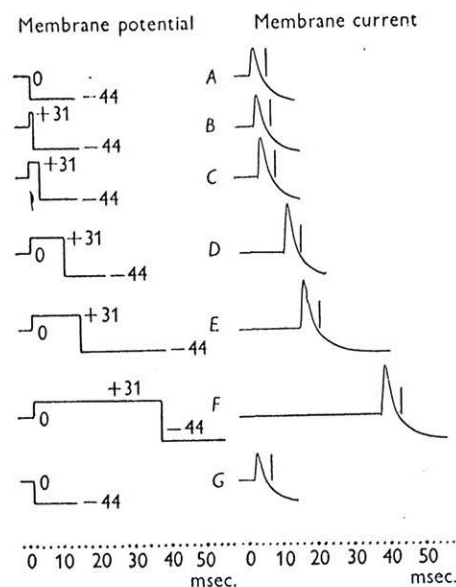 Membrane potential Membrane current
0 −44 A
+31 −44 B
+31 −44 C
0 +31 −44 D
0 +31 −44 E
0 +31 −44 F
0 −44 G
0 10 20 30 40 50 0 10 20 30 40 50
msec. msec.